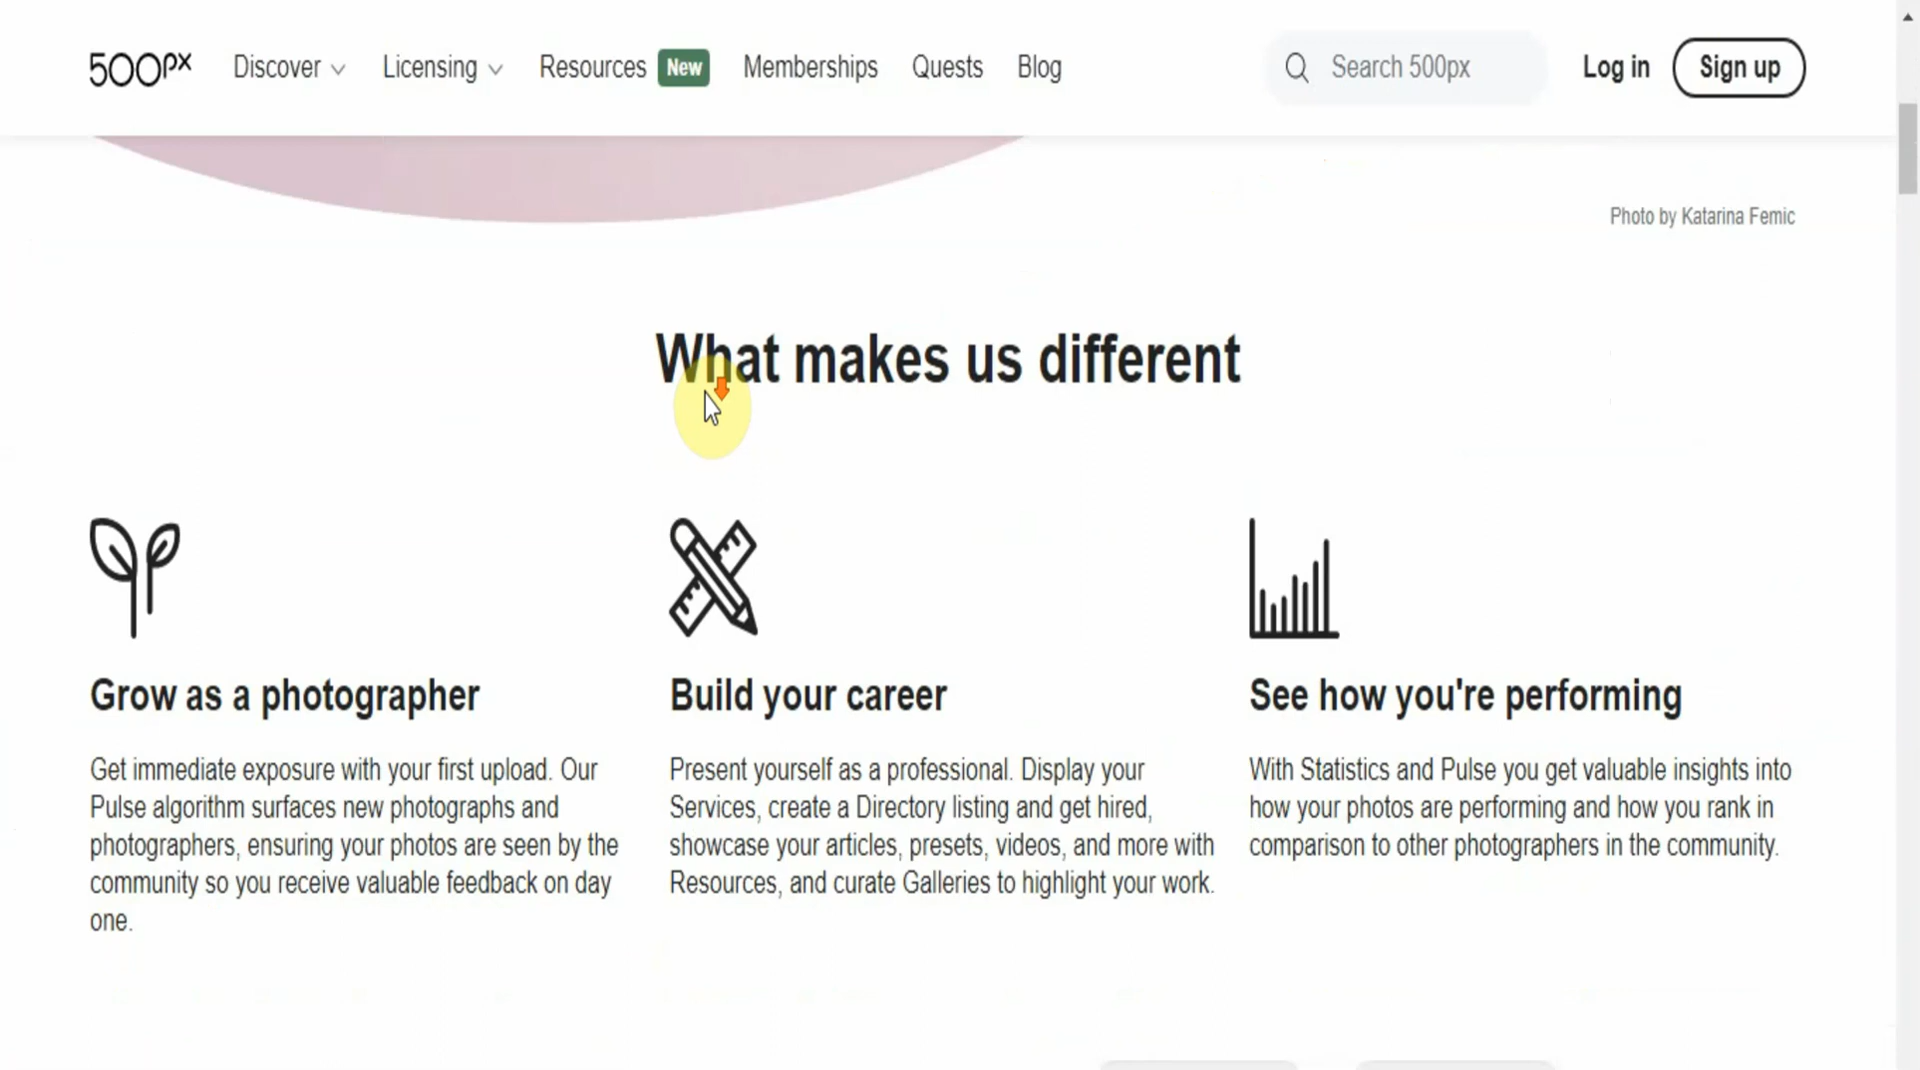 500px Discover Licensing Resources New Memberships Quests Blog Search 500px Log in Sign up
Photo by Katarina Femic
What makes us different
Grow as a photographer
Get immediate exposure with your first upload. Our
Pulse algorithm surfaces new photographs and
photographers, ensuring your photos are seen by the
community so you receive valuable feedback on day
one.
Build your career
Present yourself as a professional. Display your
Services, create a Directory listing and get hired,
showcase your articles, presets, videos, and more with
Resources, and curate Galleries to highlight your work.
See how you're performing
With Statistics and Pulse you get valuable insights into
how your photos are performing and how you rank in
comparison to other photographers in the community.